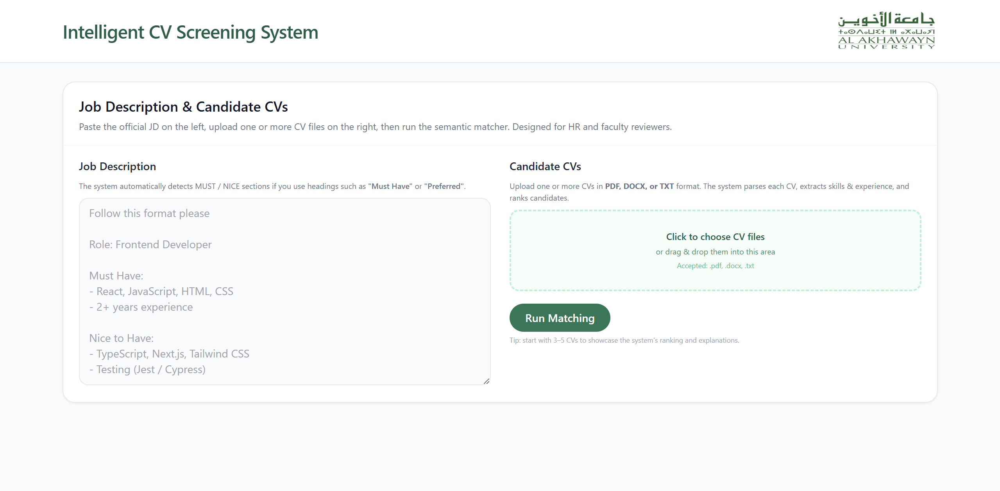 Intelligent CV Screening System
جامعة الأخوين
ⵜⴰⵙⴷⴰⵡⵉⵜ ⵏ ⴰⵅⴰⵡⴰⵢⵏ
AL AKHAWAYN
UNIVERSITY
Job Description & Candidate CVs
Paste the official JD on the left, upload one or more CV files on the right, then run the semantic matcher. Designed for HR and faculty reviewers.
Job Description
The system automatically detects MUST / NICE sections if you use headings such as "Must Have" or "Preferred".
Follow this format please
Role: Frontend Developer
Must Have:
- React, JavaScript, HTML, CSS
- 2+ years experience
Nice to Have:
- TypeScript, Next.js, Tailwind CSS
- Testing (Jest / Cypress)
Candidate CVs
Upload one or more CVs in PDF, DOCX, or TXT format. The system parses each CV, extracts skills & experience, and
ranks candidates.
Click to choose CV files
or drag & drop them into this area
Accepted: .pdf, .docx, .txt
Run Matching
Tip: start with 3–5 CVs to showcase the system’s ranking and explanations.